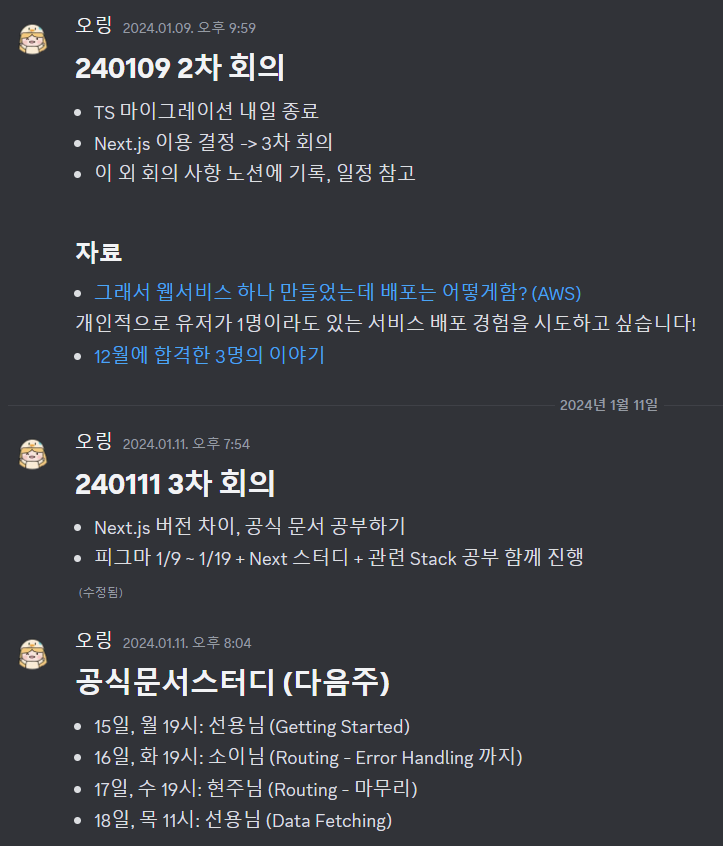 오링 2024.01.09. 오후 9:59
240109 2차 회의
• TS 마이그레이션 내일 종료
• Next.js 이용 결정 -> 3차 회의
• 이 외 회의 사항 노션에 기록, 일정 참고
자료
• 그래서 웹서비스 하나 만들었는데 배포는 어떻게함? (AWS)
개인적으로 유저가 1명이라도 있는 서비스 배포 경험을 시도하고 싶습니다!
• 12월에 합격한 3명의 이야기
2024년 1월 11일
오링 2024.01.11. 오후 7:54
240111 3차 회의
• Next.js 버전 차이, 공식 문서 공부하기
• 피그마 1/9 ~ 1/19 + Next 스터디 + 관련 Stack 공부 함께 진행
(수정됨)
오링 2024.01.11. 오후 8:04
공식문서스터디 (다음주)
• 15일, 월 19시: 선용님 (Getting Started)
• 16일, 화 19시: 소이님 (Routing - Error Handling 까지)
• 17일, 수 19시: 현주님 (Routing - 마무리)
• 18일, 목 11시: 선용님 (Data Fetching)